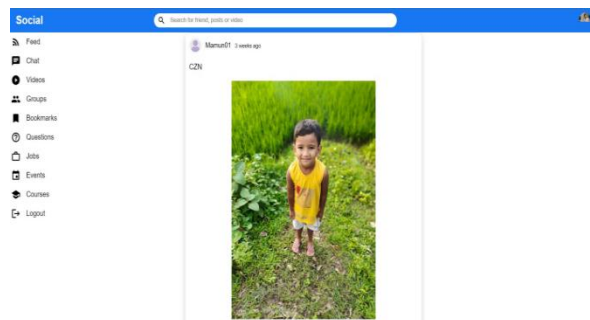 Social
Search for friend, posts or video
Feed
Chat
Videos
Groups
Bookmarks
Questions
Jobs
Events
Courses
Logout
Mamun01 3 weeks ago
CZN